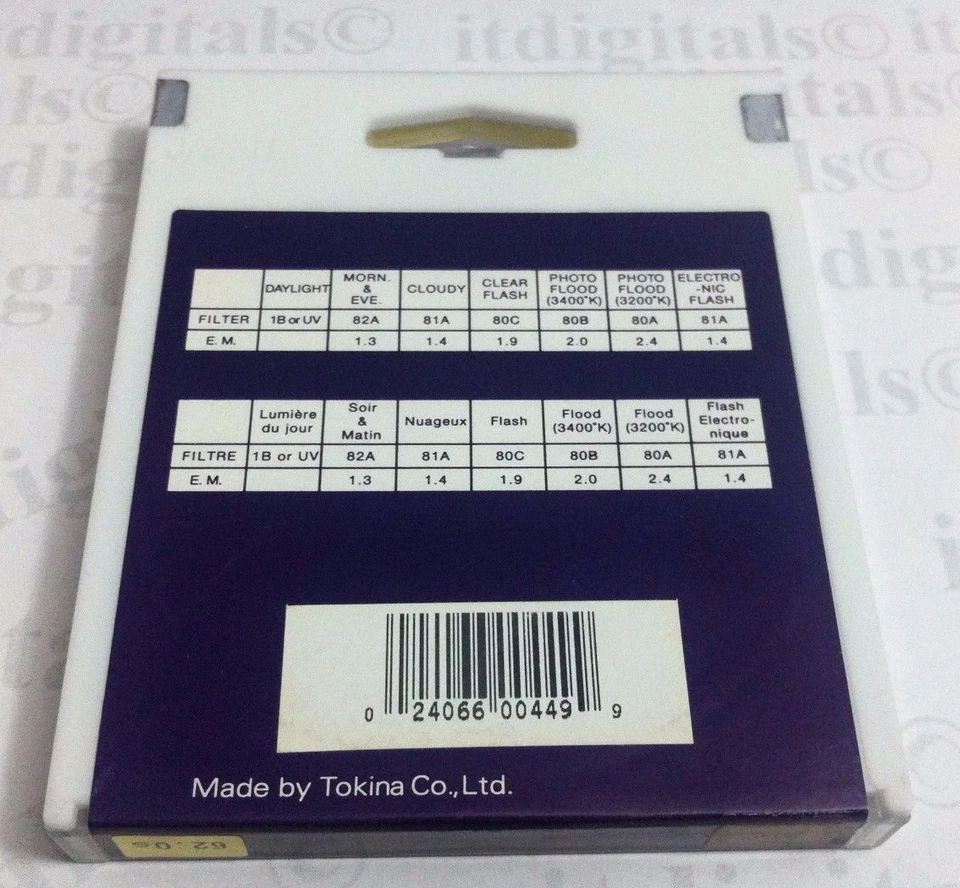 itdigitals© itdigitals© it
DAYLIGHT MORN. & EVE. CLOUDY CLEAR FLASH PHOTO FLOOD (3400°K) PHOTO FLOOD (3200°K) ELECTRO-NIC FLASH
FILTER 1B or UV 82A 81A 80C 80B 80A 81A
E.M. 1.3 1.4 1.9 2.0 2.4 1.4
Lumière du jour Soir & Matin Nuageux Flash Flood (3400°K) Flood (3200°K) Flash Electro-nique
FILTRE 1B or UV 82A 81A 80C 80B 80A 81A
E.M. 1.3 1.4 1.9 2.0 2.4 1.4
0 24066 00449 9
Made by Tokina Co.,Ltd.
62.0s